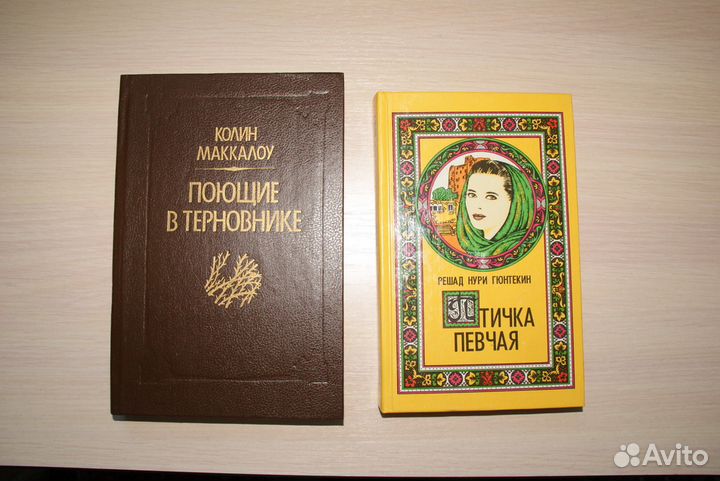 КОЛИН
МАККАЛОУ
ПОЮЩИЕ
В ТЕРНОВНИКЕ
РЕШАД НУРИ ГЮНТЕКИН
ПТИЧКА
ПЕВЧАЯ
Avito